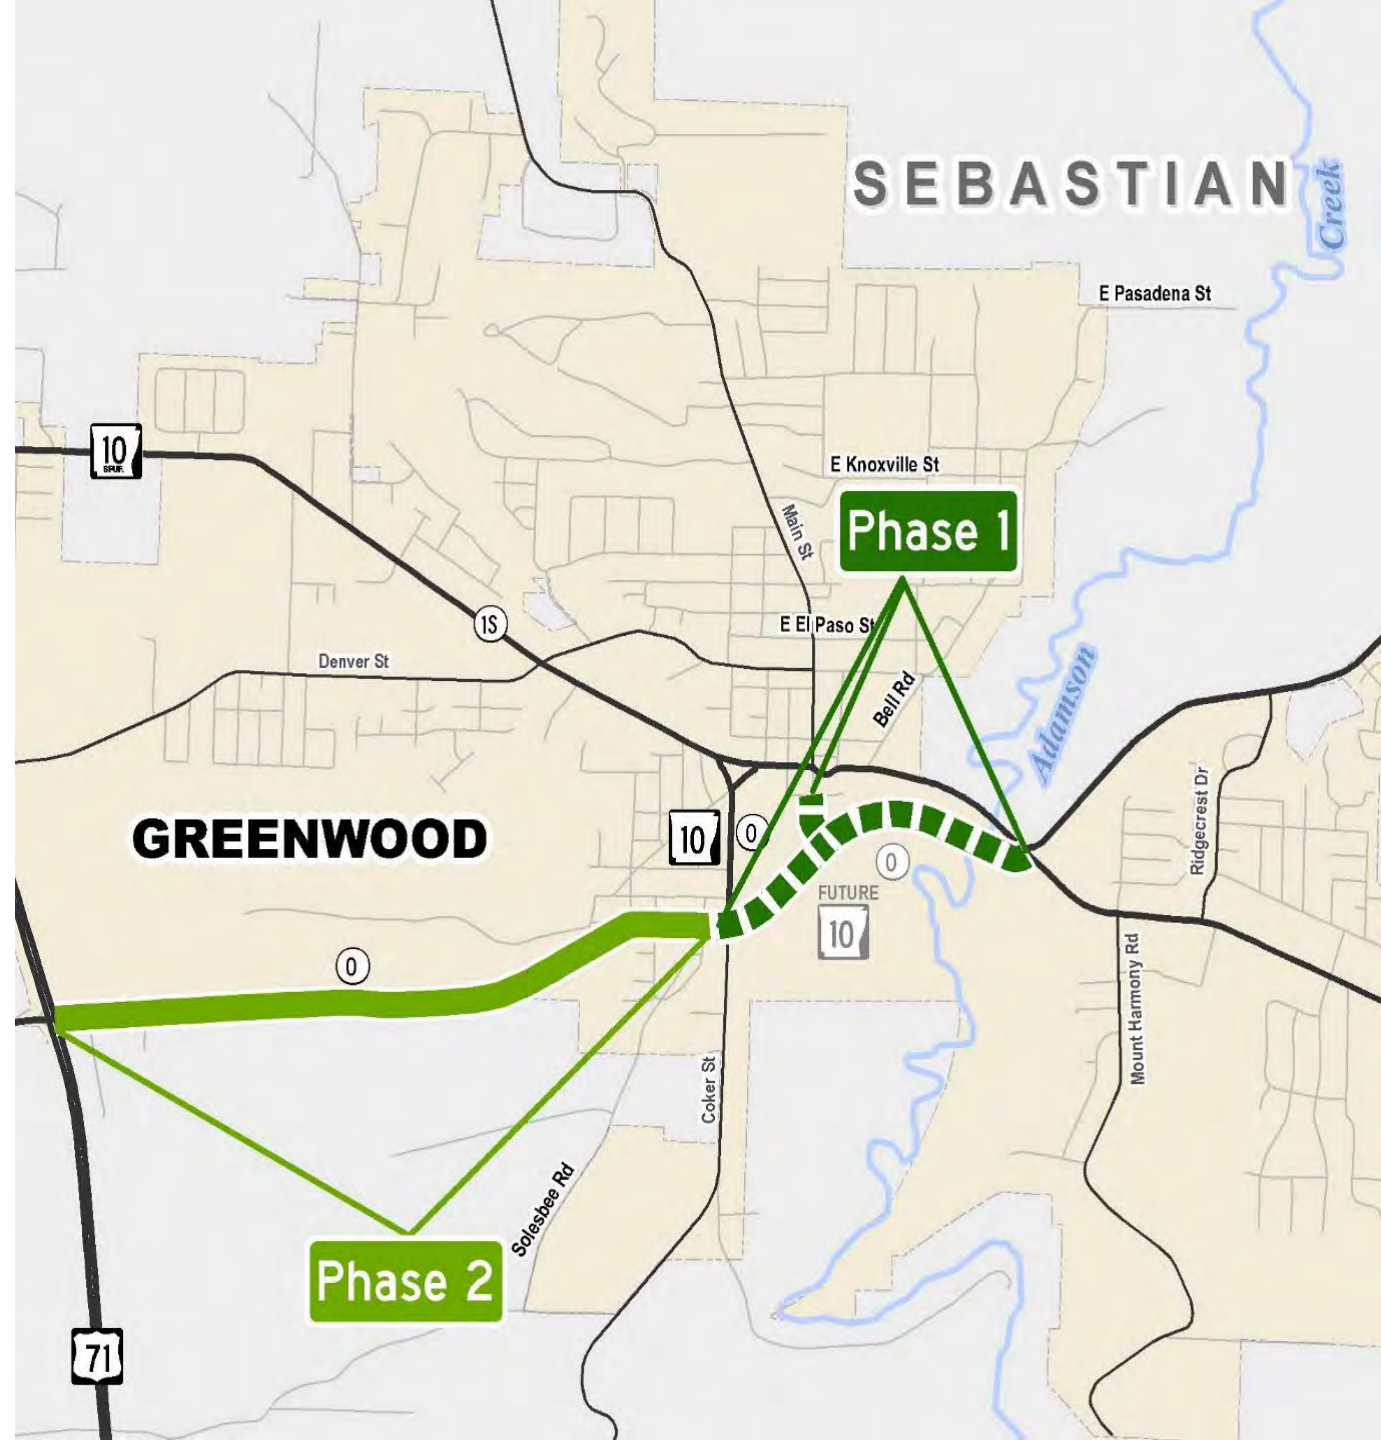 SEBASTIAN
Creek
E Pasadena St
10
SPUR
E Knoxville St
Main St
Phase 1
1S
E El Paso St
Denver St
Bell Rd
Adamson
Ridgecrest Dr
GREENWOOD
10
0
0
FUTURE
10
0
Mount Harmony Rd
Coker St
Solesbee Rd
Phase 2
71